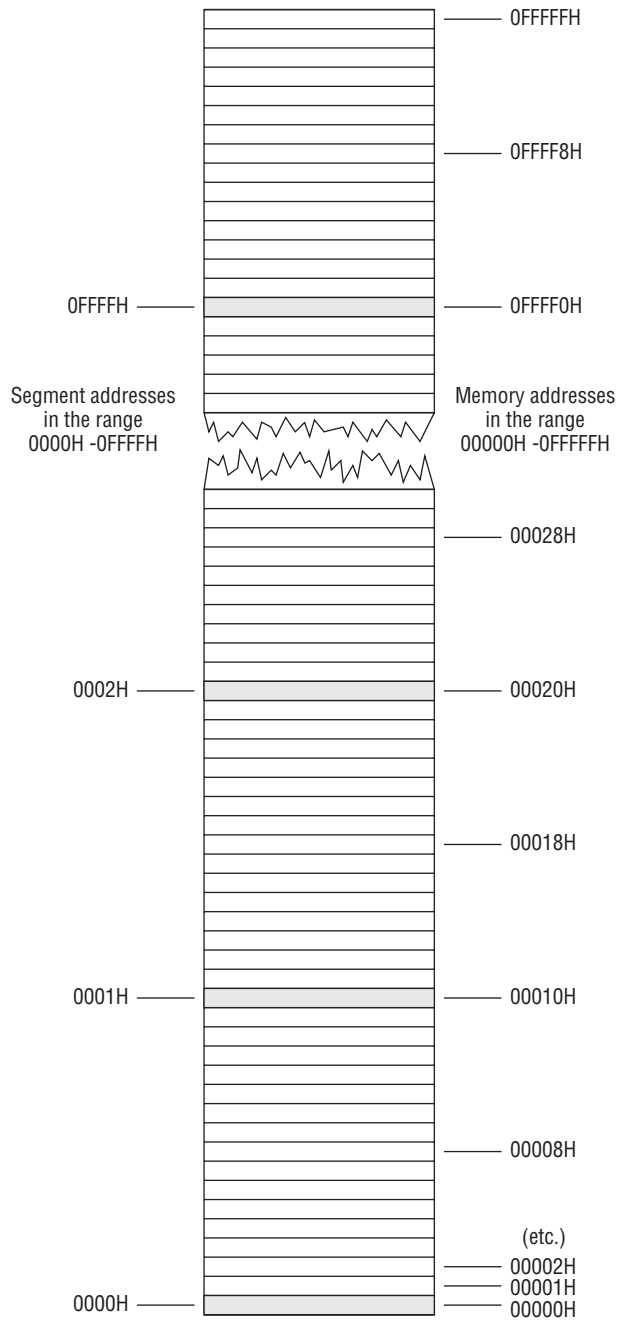 0FFFFFH
0FFFF8H
0FFFFH
0FFFF0H
Segment addresses
in the range
0000H -0FFFFH
Memory addresses
in the range
00000H -0FFFFFH
00028H
0002H
00020H
00018H
0001H
00010H
00008H
(etc.)
00002H
00001H
0000H
00000H